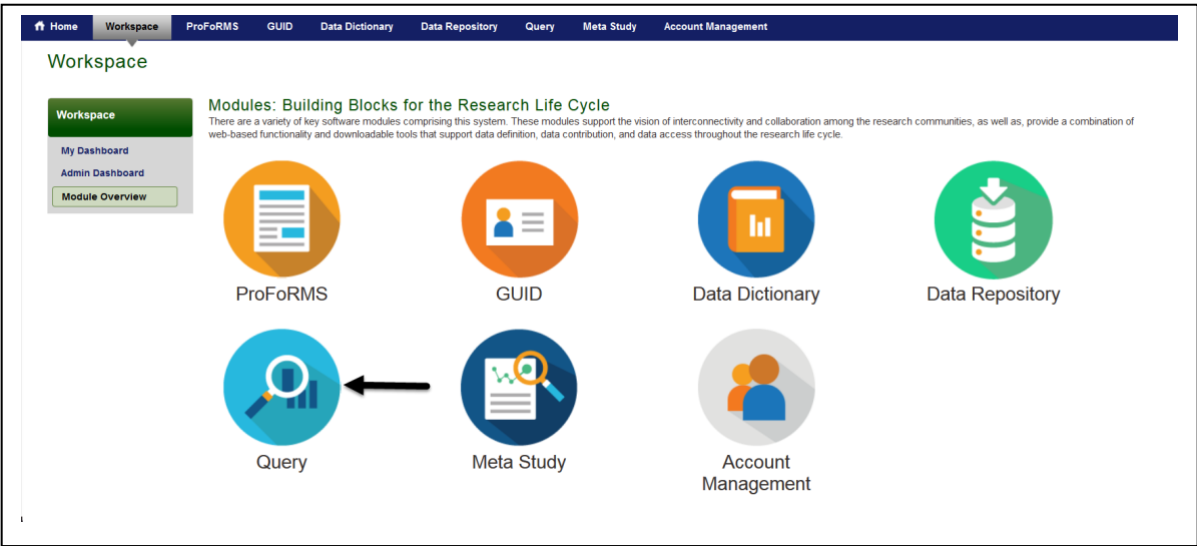 Home Workspace ProFoRMS GUID Data Dictionary Data Repository Query Meta Study Account Management
Workspace
Workspace
My Dashboard
Admin Dashboard
Module Overview
Modules: Building Blocks for the Research Life Cycle
There are a variety of key software modules comprising this system. These modules support the vision of interconnectivity and collaboration among the research communities, as well as, provide a combination of
web-based functionality and downloadable tools that support data definition, data contribution, and data access throughout the research life cycle.
ProFoRMS GUID Data Dictionary Data Repository
Query Meta Study Account
Management